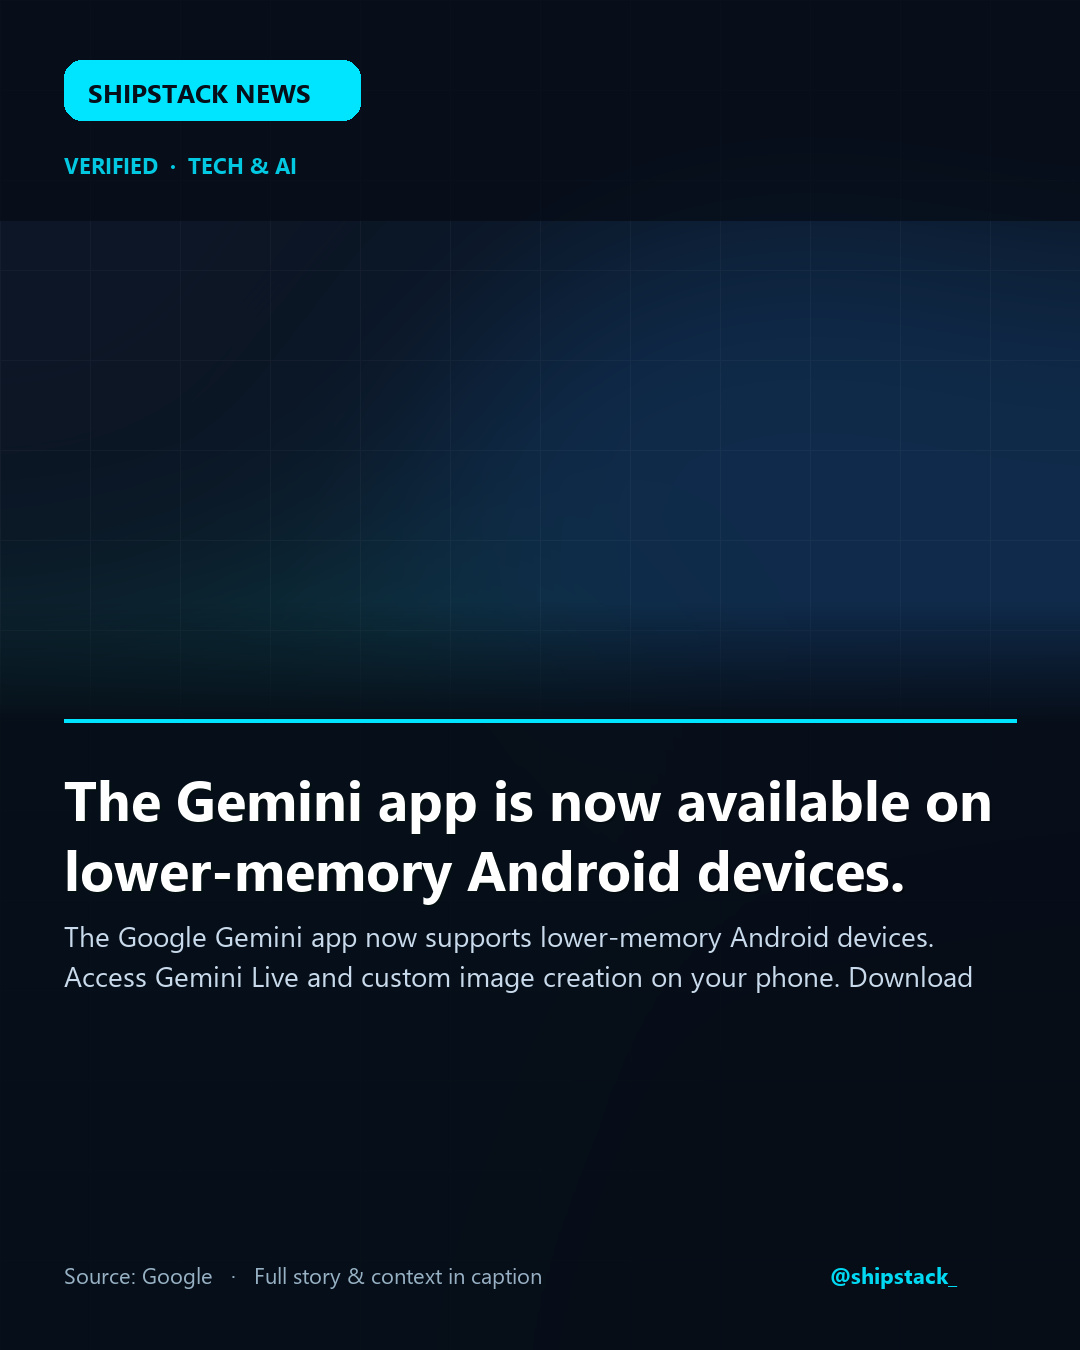 SHIPSTACK NEWS
VERIFIED · TECH & AI
The Gemini app is now available on
lower-memory Android devices.
The Google Gemini app now supports lower-memory Android devices.
Access Gemini Live and custom image creation on your phone. Download
Source: Google · Full story & context in caption
@shipstack_